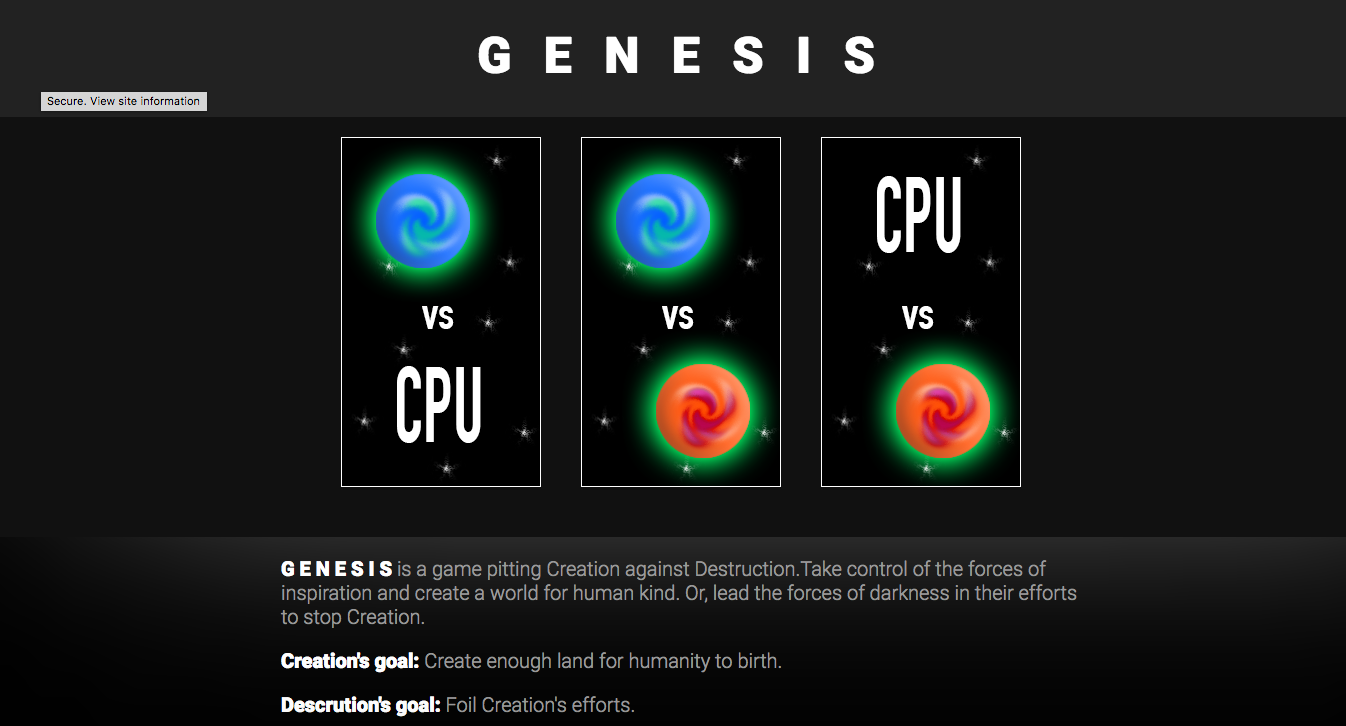 G E N E S I S
Secure. View site information
CPU
VS
VS
VS
CPU
G E N E S I S is a game pitting Creation against Destruction.Take control of the forces of
inspiration and create a world for human kind. Or, lead the forces of darkness in their efforts
to stop Creation.
Creation's goal: Create enough land for humanity to birth.
Descrution's goal: Foil Creation's efforts.